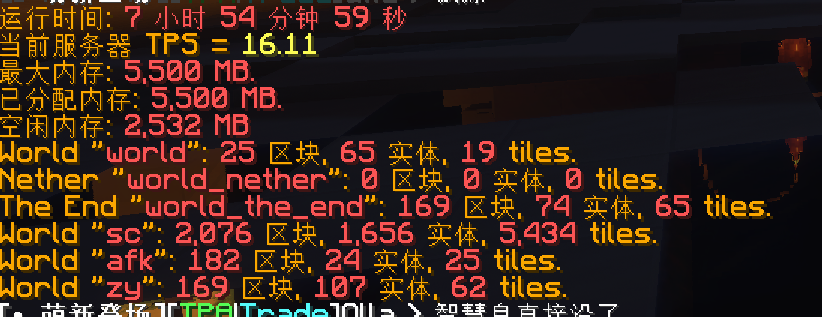 运行时间: 7 小时 54 分钟 59 秒
当前服务器 TPS = 16.11
最大内存: 5,500 MB.
已分配内存: 5,500 MB.
空闲内存: 2,532 MB
World "world": 25 区块, 65 实体, 19 tiles.
Nether "world_nether": 0 区块, 0 实体, 0 tiles.
The End "world_the_end": 169 区块, 74 实体, 65 tiles.
World "sc": 2,076 区块, 1,656 实体, 5,434 tiles.
World "afk": 182 区块, 24 实体, 25 tiles.
World "zy": 169 区块, 107 实体, 62 tiles.
萌新登场][TPA|Trade] > 智慧自直接没了